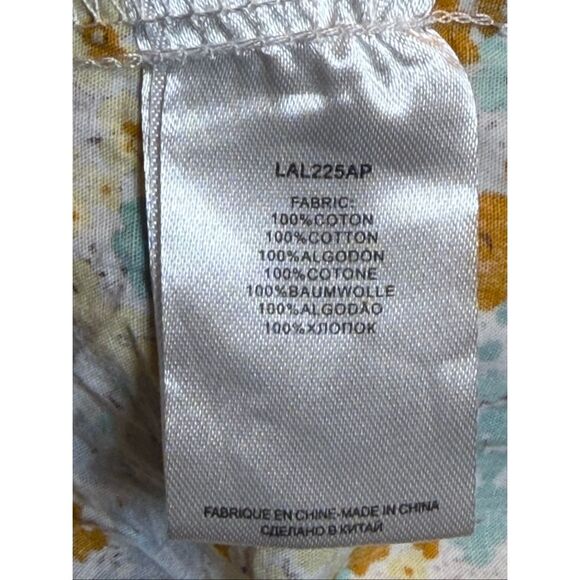 LAL225AP
FABRIC:
100%COTON
100%COTTON
100%ALGODON
100%COTONE
100%BAUMWOLLE
100%ALGODÃO
100%ХЛОПОК
FABRIQUE EN CHINE-MADE IN CHINA
СДЕЛАНО В КИТАЙ